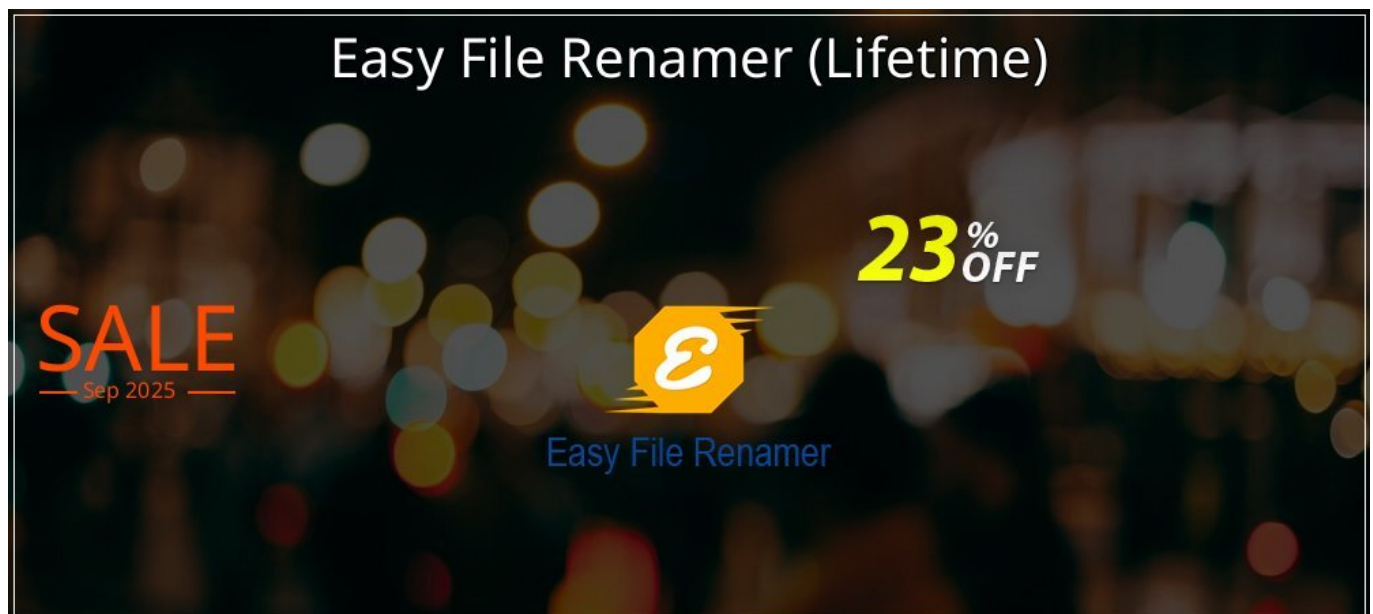 Easy File Renamer (Lifetime)
23% OFF
SALE
Sep 2025
E
Easy File Renamer